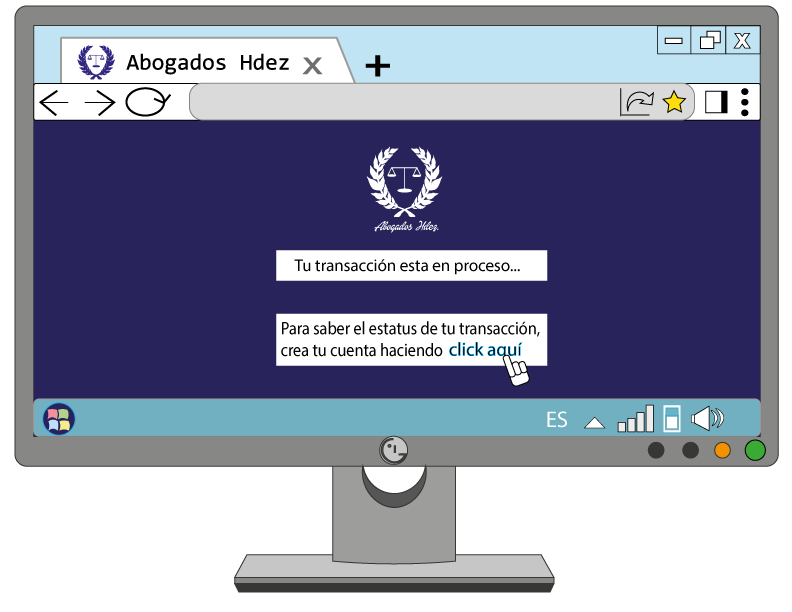 Abogados Hdez X
X
Abogados Hdez.
Tu transacción esta en proceso...
Para saber el estatus de tu transacción,
crea tu cuenta haciendo click aquí
ES